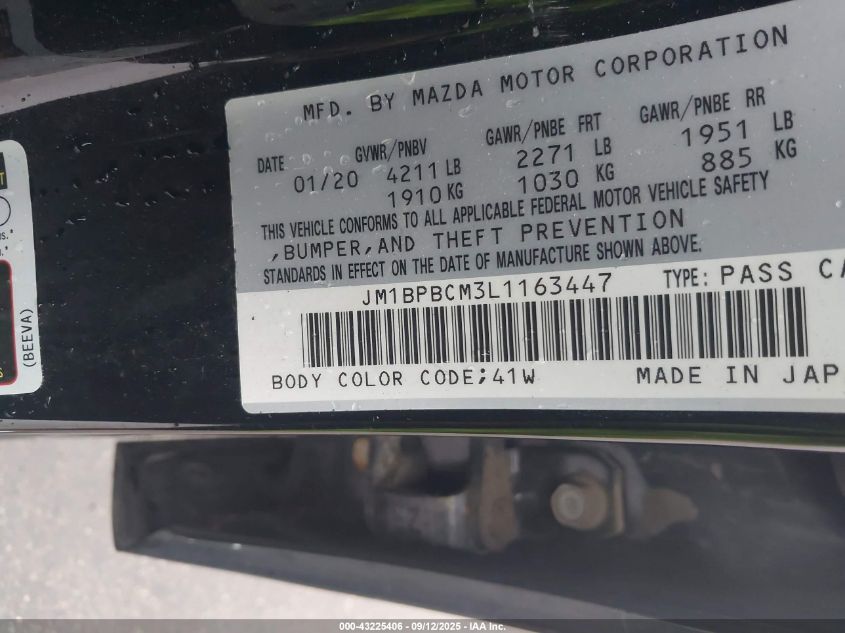 MFD. BY MAZDA MOTOR CORPORATION
DATE GVWR/PNBV GAWR/PNBE FRT GAWR/PNBE RR
01/20 4211 LB 2271 LB 1951 LB
1910 KG 1030 KG 885 KG
THIS VEHICLE CONFORMS TO ALL APPLICABLE FEDERAL MOTOR VEHICLE SAFETY
,BUMPER,AND THEFT PREVENTION
STANDARDS IN EFFECT ON THE DATE OF MANUFACTURE SHOWN ABOVE.
JM1BPBCM3L1163447 TYPE: PASS CA
BODY COLOR CODE;41W MADE IN JAP
(BEEVA)
000-43225406 - 09/12/2025 - IAA Inc.